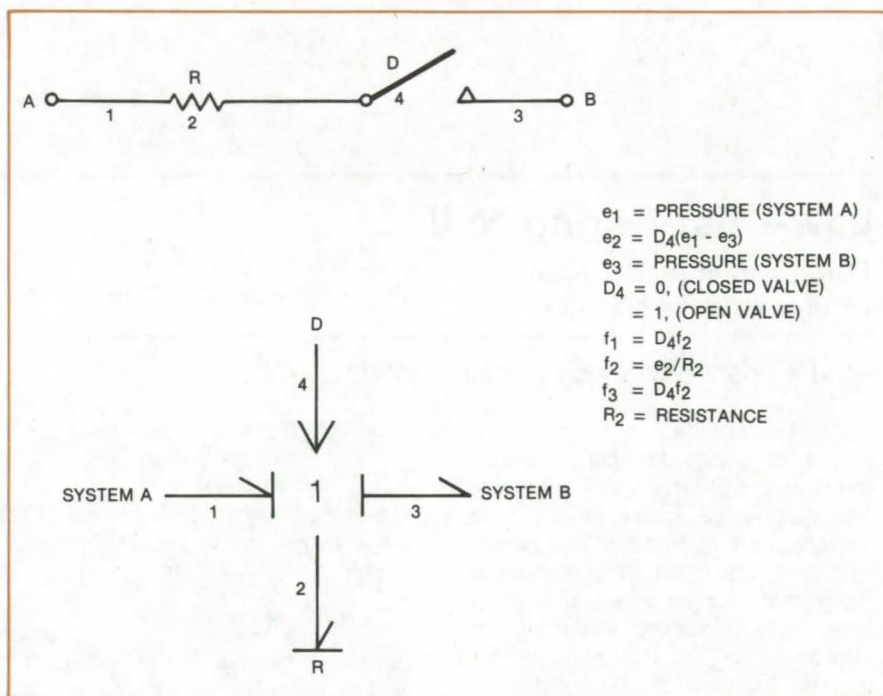 D
R
A
1
2
4
3
B
e1 = PRESSURE (SYSTEM A)
e2 = D4(e1 - e3)
e3 = PRESSURE (SYSTEM B)
D4 = 0, (CLOSED VALVE)
= 1, (OPEN VALVE)
f1 = D4f2
f2 = e2/R2
f3 = D4f2
R2 = RESISTANCE
D
4
SYSTEM A
1
1
3
SYSTEM B
2
R